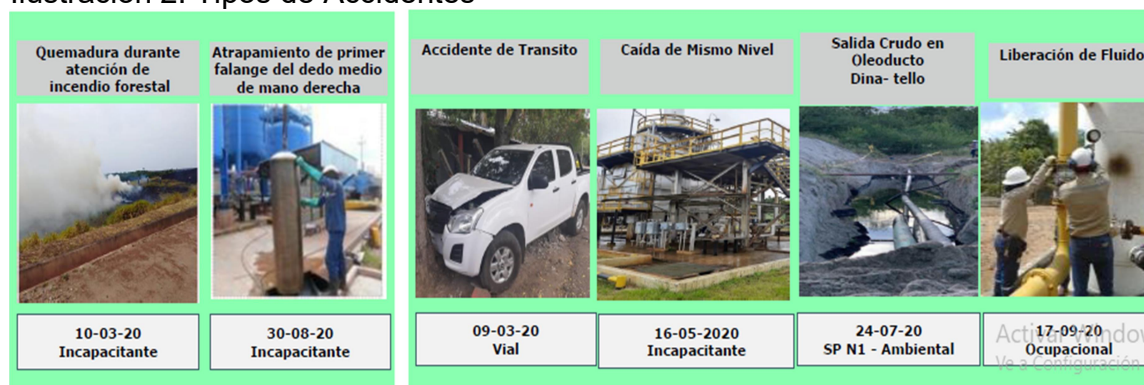 Ilustración 2. Tipos de Accidentes
Quemadura durante
atención de
incendio forestal
Atrapamiento de primer
falange del dedo medio
de mano derecha
Accidente de Transito
Caída de Mismo Nivel
Salida Crudo en
Oleoducto
Dina- tello
Liberación de Fluido
10-03-20
Incapacitante
30-08-20
Incapacitante
09-03-20
Vial
16-05-2020
Incapacitante
24-07-20
SP N1 - Ambiental
17-09-20
Ocupacional
Activar Windo
Ve a Configuración